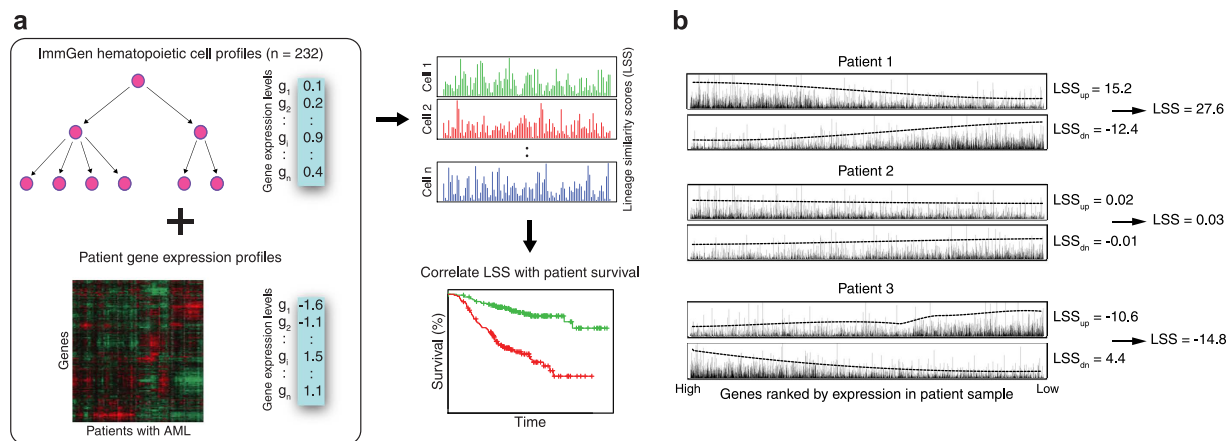 a
ImmGen hematopoietic cell profiles (n = 232)
Gene expression levels
g1 0.1
g2 0.2
:
gi 0.9
: :
: :
gn 0.4
Patient gene expression profiles
Genes
Patients with AML
Gene expression levels
g1 -1.6
g2 -1.1
:
gi 1.5
: :
gn 1.1
Cell 1
Cell 2
:
Cell n
Lineage similarity scores (LSS)
Correlate LSS with patient survival
Survival (%)
Time
b
Patient 1
LSSup = 15.2
LSSdn = -12.4
LSS = 27.6
Patient 2
LSSup = 0.02
LSSdn = -0.01
LSS = 0.03
Patient 3
LSSup = -10.6
LSSdn = 4.4
LSS = -14.8
High
Genes ranked by expression in patient sample
Low